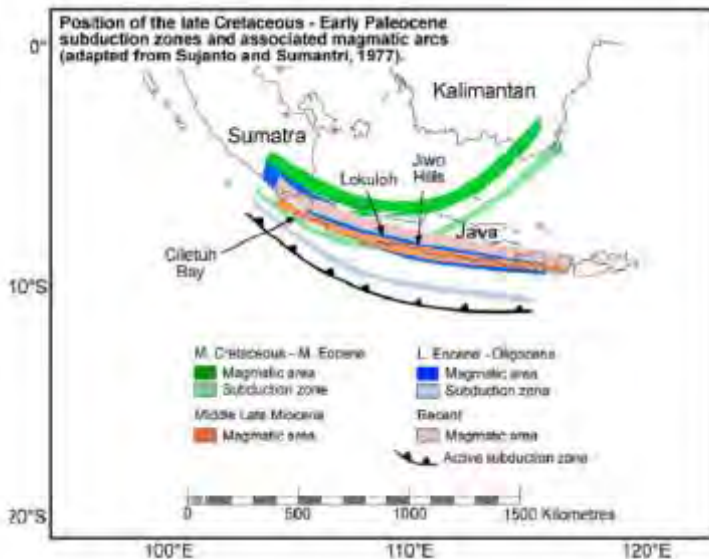 Position of the late Cretaceous - Early Paleocene
subduction zones and associated magmatic arcs
(adapted from Sujanto and Sumantri, 1977).
0°
Kalimantan
Sumatra
Jiwo
Hills
Lokuloh
Java
Ciletuh
Bay
10°S
M. Cretaceous - M. Eocene
Magmatic area
Subduction zone
L. Eocene - Oligocene
Magmatic area
Subduction zone
Middle Late Miocene
Magmatic area
Recent
Magmatic area
Active subduction zone
0
500
1000
1500 Kilometres
20°S
100°E
110°E
120°E